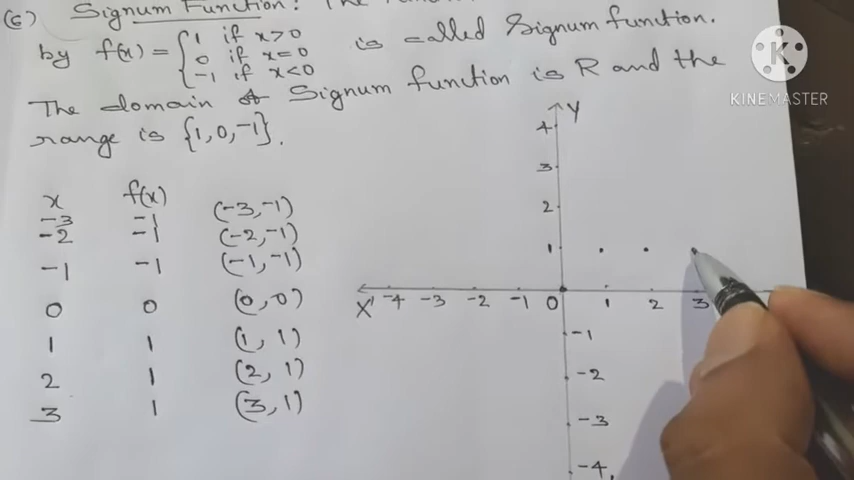 (6) Signum Function: The
by f(x) = { 1 if x>0
0 if x=0
-1 if x<0
is called Signum function.
The domain of Signum function is R and the
range is {1, 0, -1}.
x f(x)
-3 -1 (-3, -1)
-2 -1 (-2, -1)
-1 -1 (-1, -1)
0 0 (0, 0)
1 1 (1, 1)
2 1 (2, 1)
3 1 (3, 1)
Y
4
3
2
1
X' -4 -3 -2 -1 0 1 2 3
-1
-2
-3
-4
K
KINEMASTER